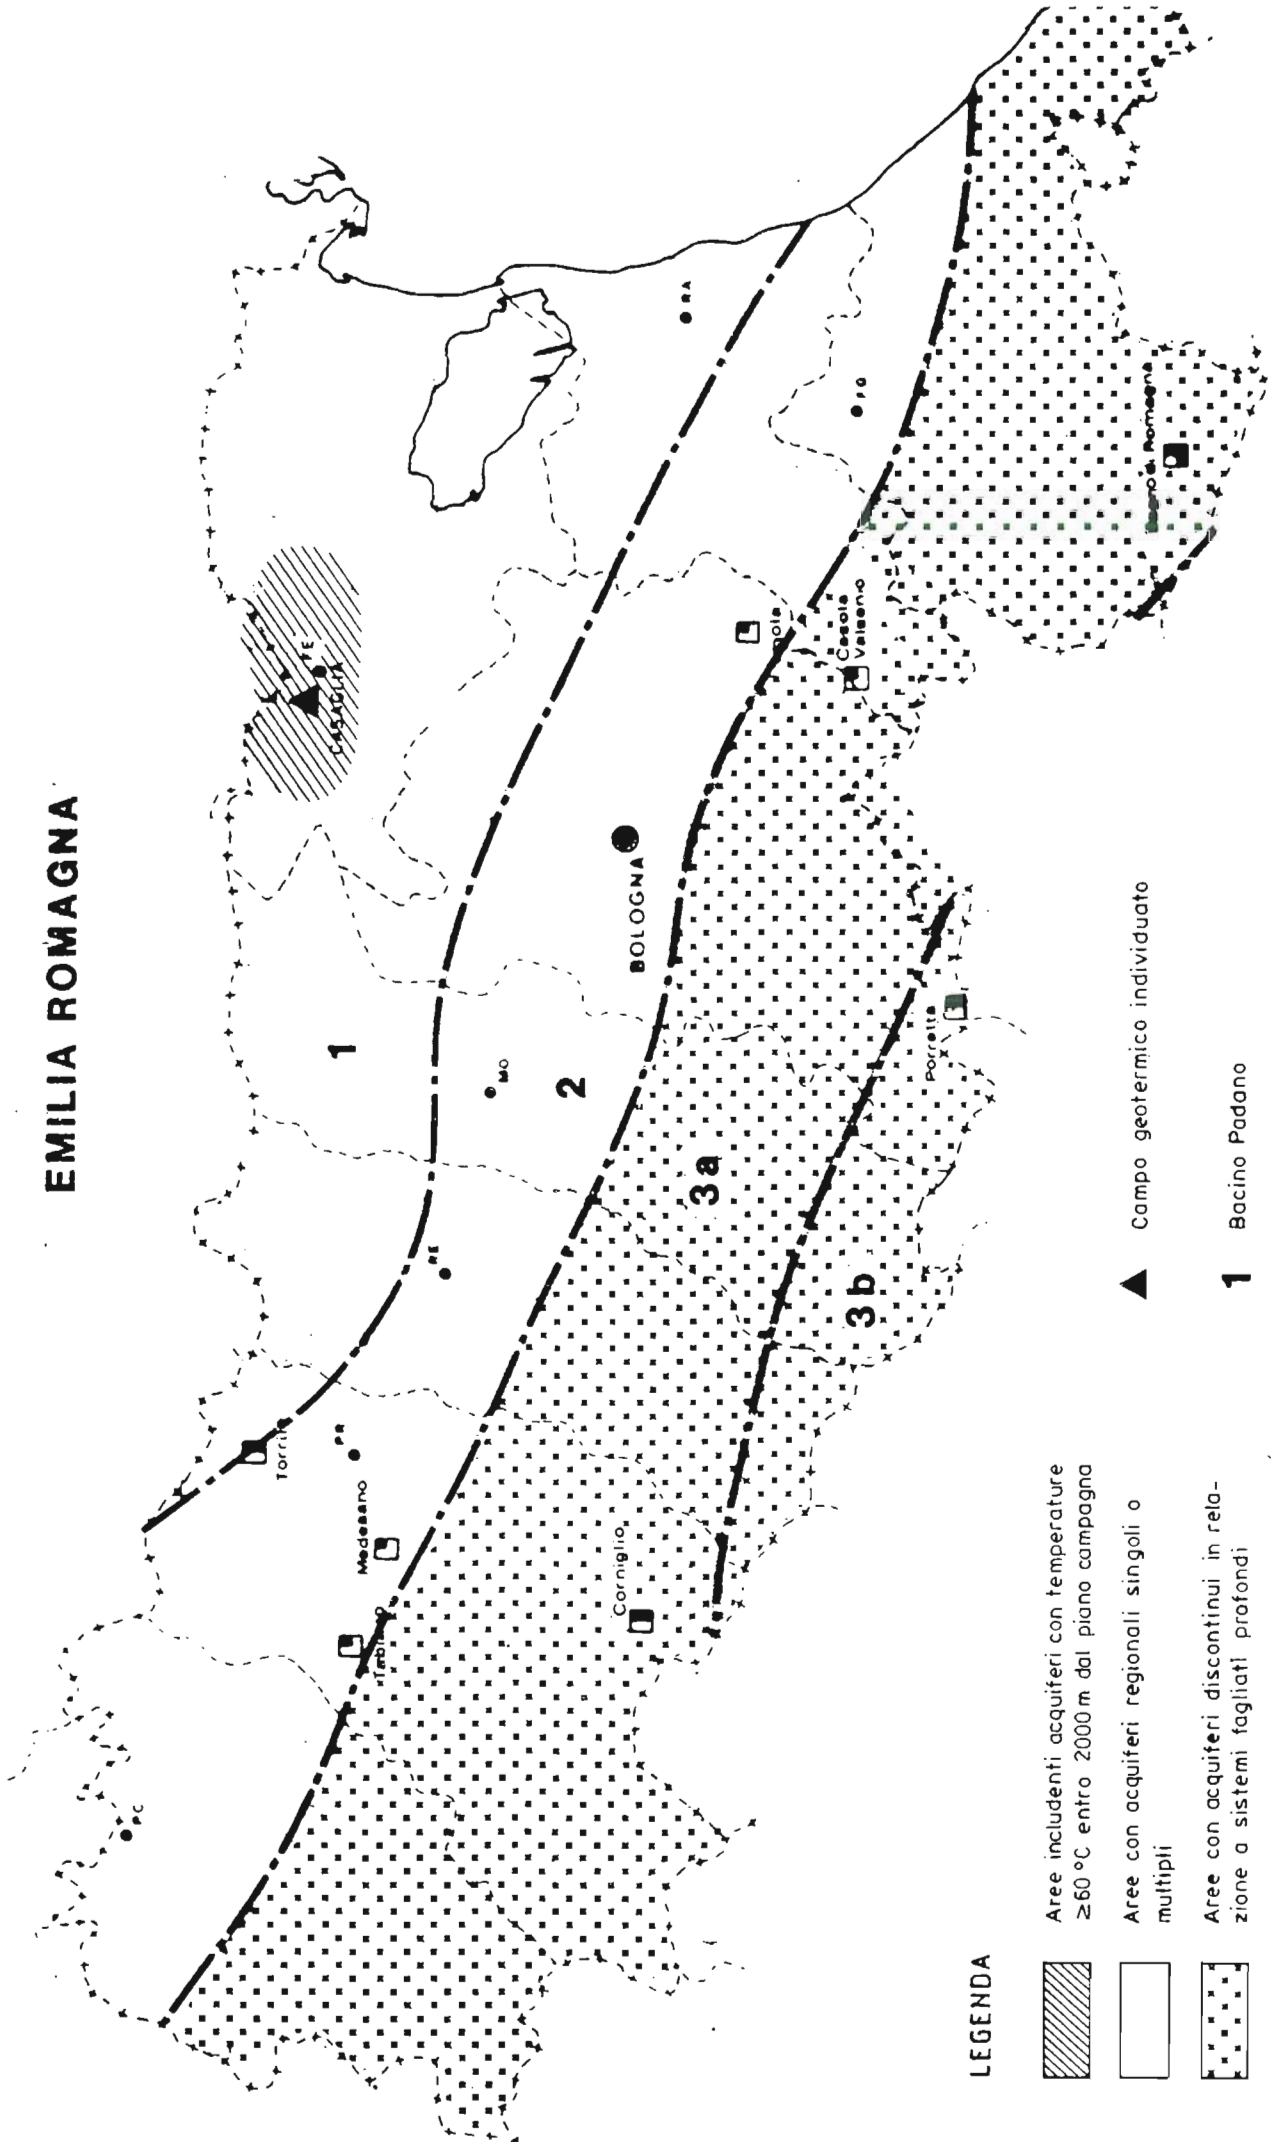 EMILIA ROMAGNA
PC
Torrile
PR
Medesano
Tabiano
RE
1
MO
2
BOLOGNA
CASAGLIA
FE
RA
FO
Imola
Casola
Valsenio
Bagno di Romagna
Corniglio
3a
3b
Porretta
LEGENDA
Aree includenti acquiferi con temperature
≥60 °C entro 2000 m dal piano campagna
Aree con acquiferi regionali singoli o
multipli
Aree con acquiferi discontinui in rela-
zione a sistemi fagliati profondi
Campo geotermico individuato
1 Bacino Padano